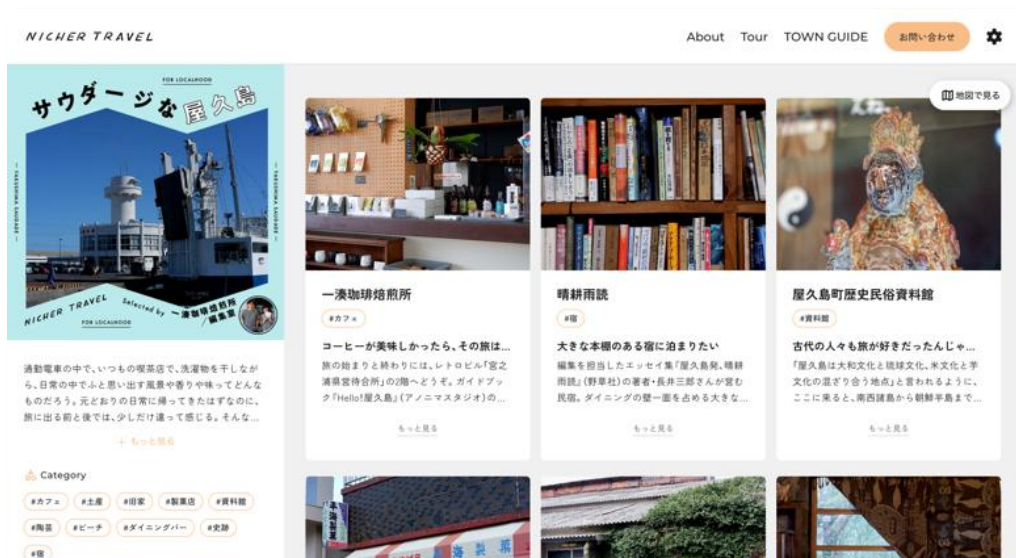 NICHER TRAVEL
About Tour TOWN GUIDE お問い合わせ
FOR LOCALHOOD
サウダージな屋久島
YAKUSHIMA SAUDADE
YAKUSHIMA SAUDADE
NICHER TRAVEL Selected by 一湊珈琲焙煎所/編集室
FOR LOCALHOOD
通勤電車の中で、いつもの喫茶店で、洗濯物を干しなが
ら、日常の中でふと思い出す風景や香りや味ってどんな
ものだろう。元どおりの日常に帰ってきたはずなのに、
旅に出る前と後では、少しだけ違って感じる。そんな...
+ もっと見る
Category
#カフェ #土産 #旧家 #製菓店 #資料館
#陶芸 #ビーチ #ダイニングバー #史跡
#宿
地図で見る
一湊珈琲焙煎所
#カフェ
コーヒーが美味しかったら、その旅は...
旅の始まりと終わりには、レトロビル「宮之
浦県営待合所」の2階へとどうぞ。ガイドブッ
ク『Hello!屋久島』(アノニマスタジオ)の...
もっと見る
晴耕雨読
#宿
大きな本棚のある宿に泊まりたい
編集を担当したエッセイ集『屋久島発、晴耕
雨読』(野草社)の著者・長井三郎さんが営む
民宿。ダイニングの壁一面を占める大きな...
もっと見る
屋久島町歴史民俗資料館
#資料館
古代の人々も旅が好きだったんじゃ...
「屋久島は大和文化と琉球文化、米文化と芋
文化の混ざり合う地点」と言われるように、
ここに来ると、南西諸島から朝鮮半島まで...
もっと見る